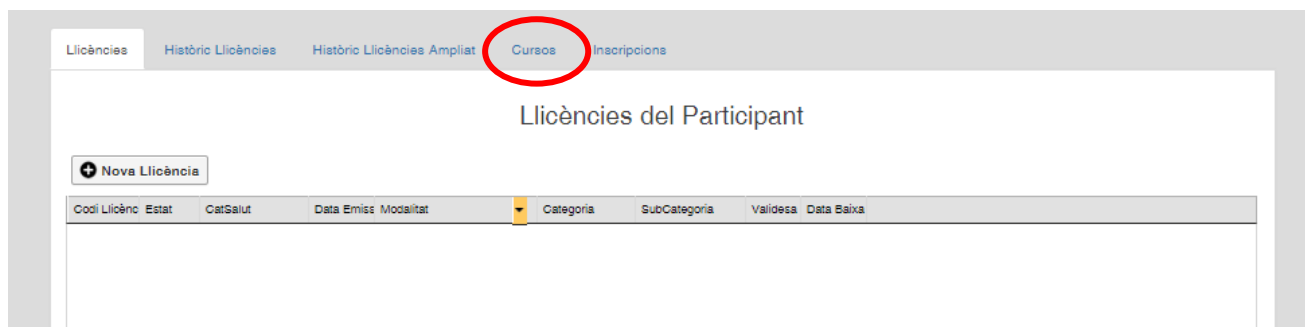 Llicències Històric Llicències Històric Llicències Ampliat Cursos Inscripcions
Llicències del Participant
Nova Llicència
Codi Llicènc Estat CatSalut Data Emiss Modalitat Categoria SubCategoria Validesa Data Baixa